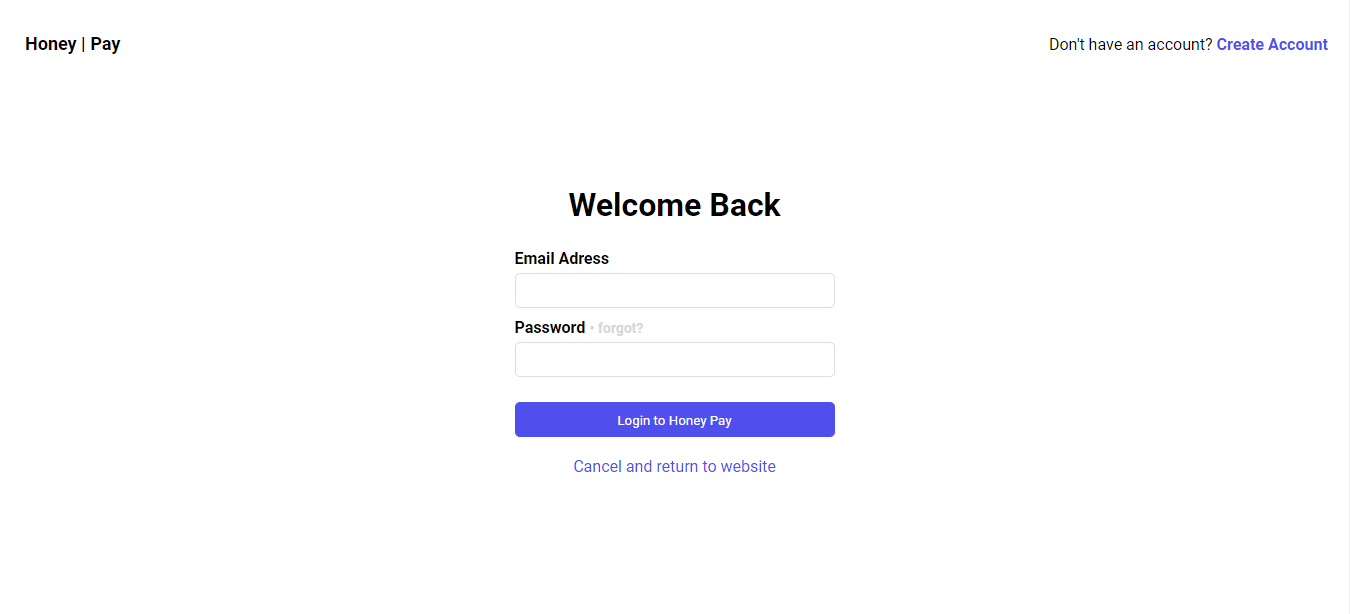 Honey | Pay
Don't have an account? Create Account
Welcome Back
Email Adress
Password • forgot?
Login to Honey Pay
Cancel and return to website